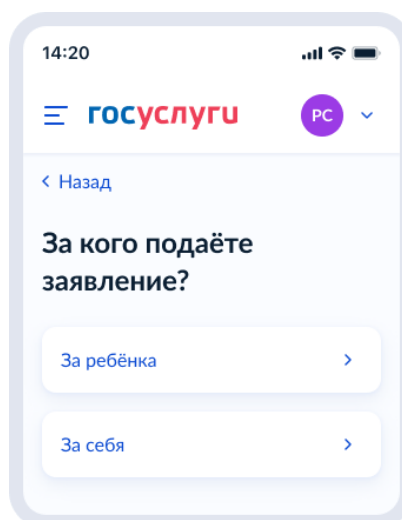 14:20
госуслуги
РС
Назад
За кого подаёте
заявление?
За ребёнка
За себя